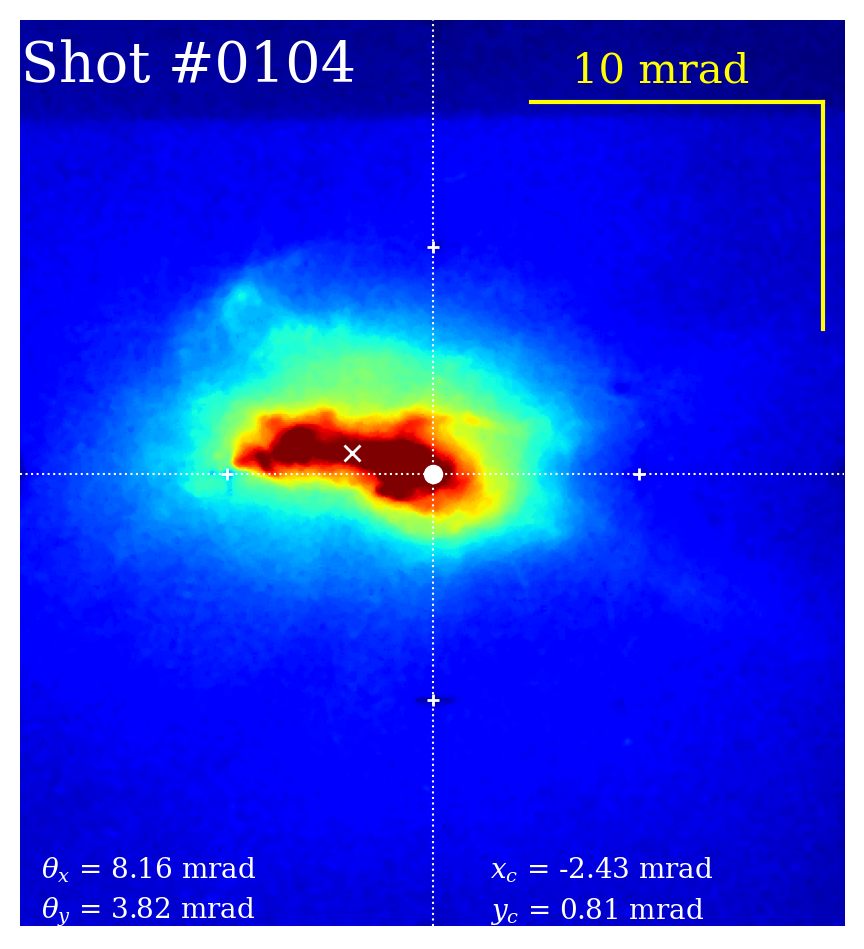 Shot #0104
10 mrad
θx = 8.16 mrad
θy = 3.82 mrad
xc = -2.43 mrad
yc = 0.81 mrad